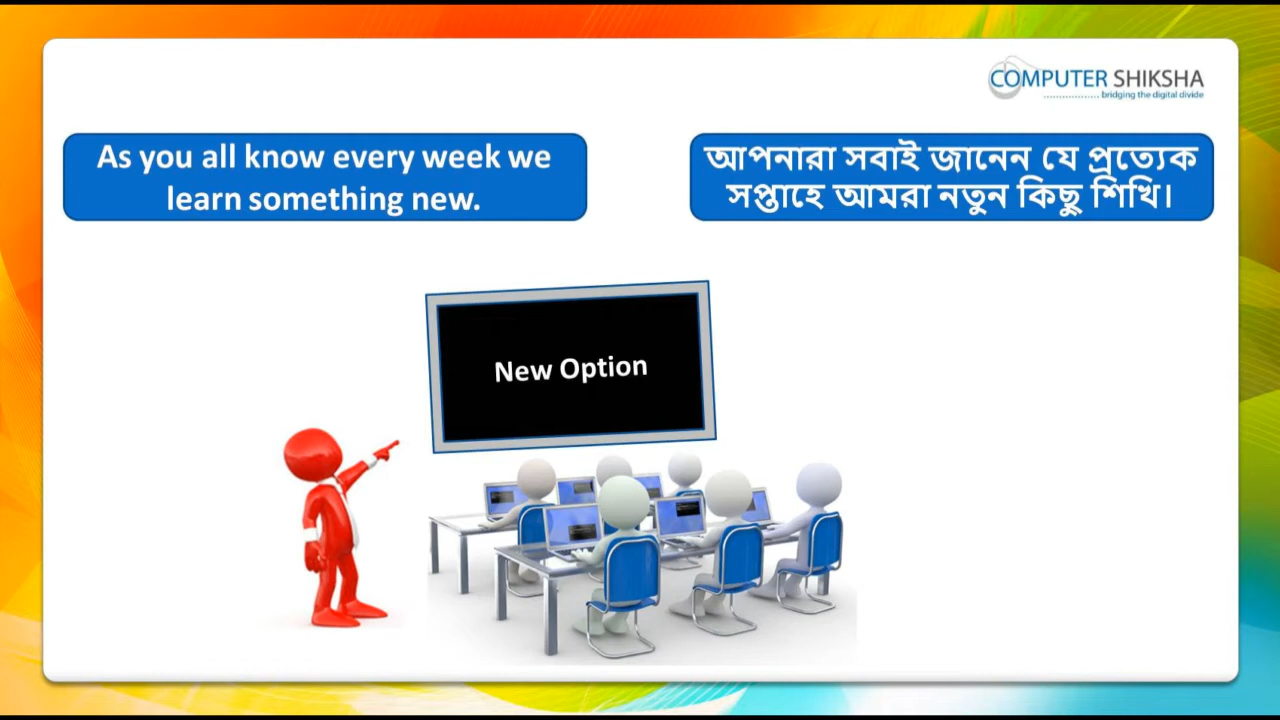 COMPUTER SHIKSHA
bridging the digital divide
As you all know every week we
learn something new.
আপনারা সবাই জানেন যে প্রত্যেক
সপ্তাহে আমরা নতুন কিছু শিখি।
New Option